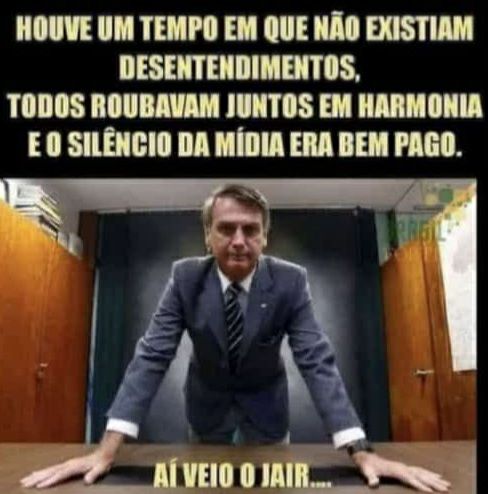 HOUVE UM TEMPO EM QUE NÃO EXISTIAM
DESENTENDIMENTOS,
TODOS ROUBAVAM JUNTOS EM HARMONIA
E O SILÊNCIO DA MÍDIA ERA BEM PAGO.
AÍ VEIO O JAIR....